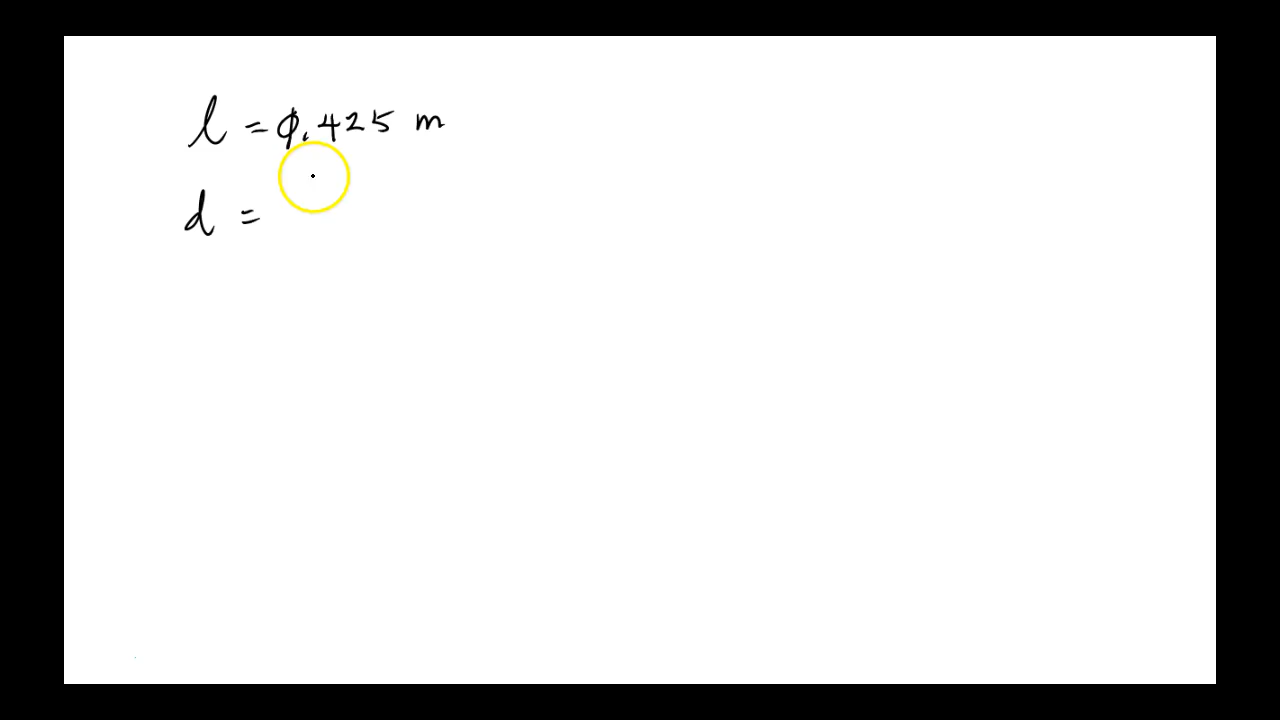 l = 0.425 m
d =